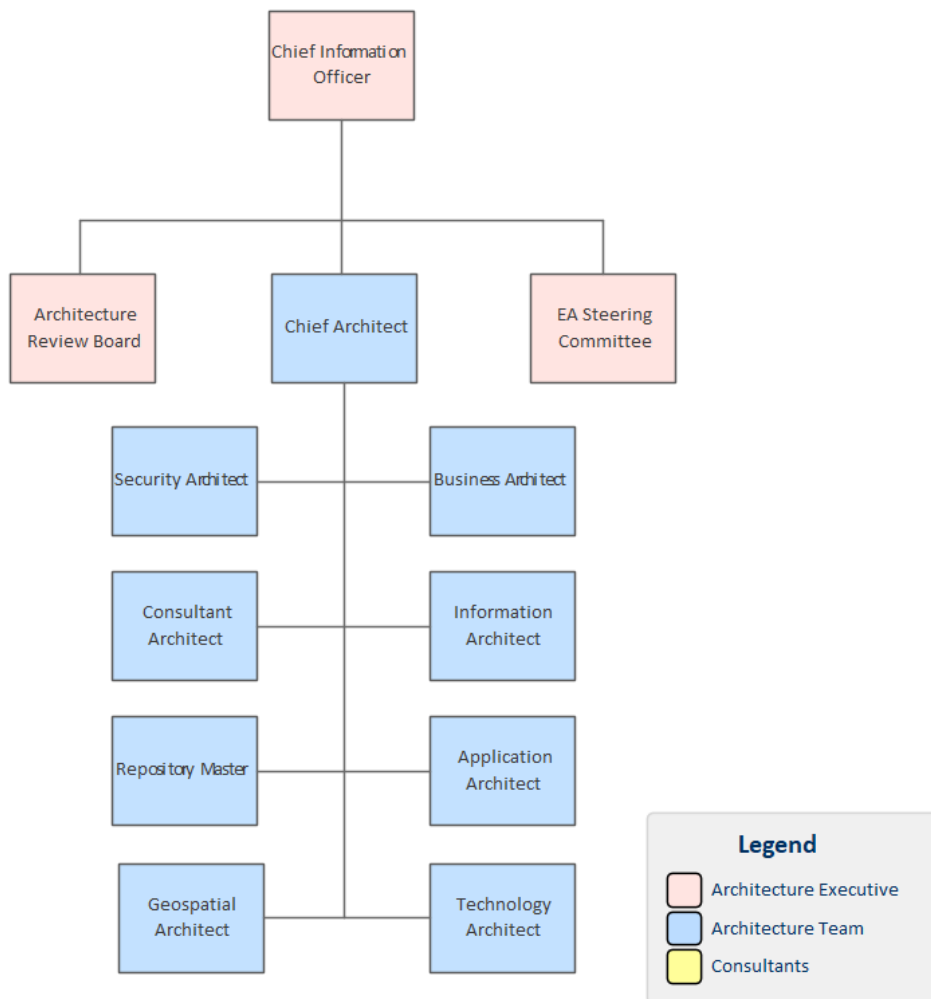 Chief Information
Officer
Architecture
Review Board
Chief Architect
EA Steering
Committee
Security Architect
Business Architect
Consultant
Architect
Information
Architect
Repository Master
Application
Architect
Geospatial
Architect
Technology
Architect
Legend
Architecture Executive
Architecture Team
Consultants